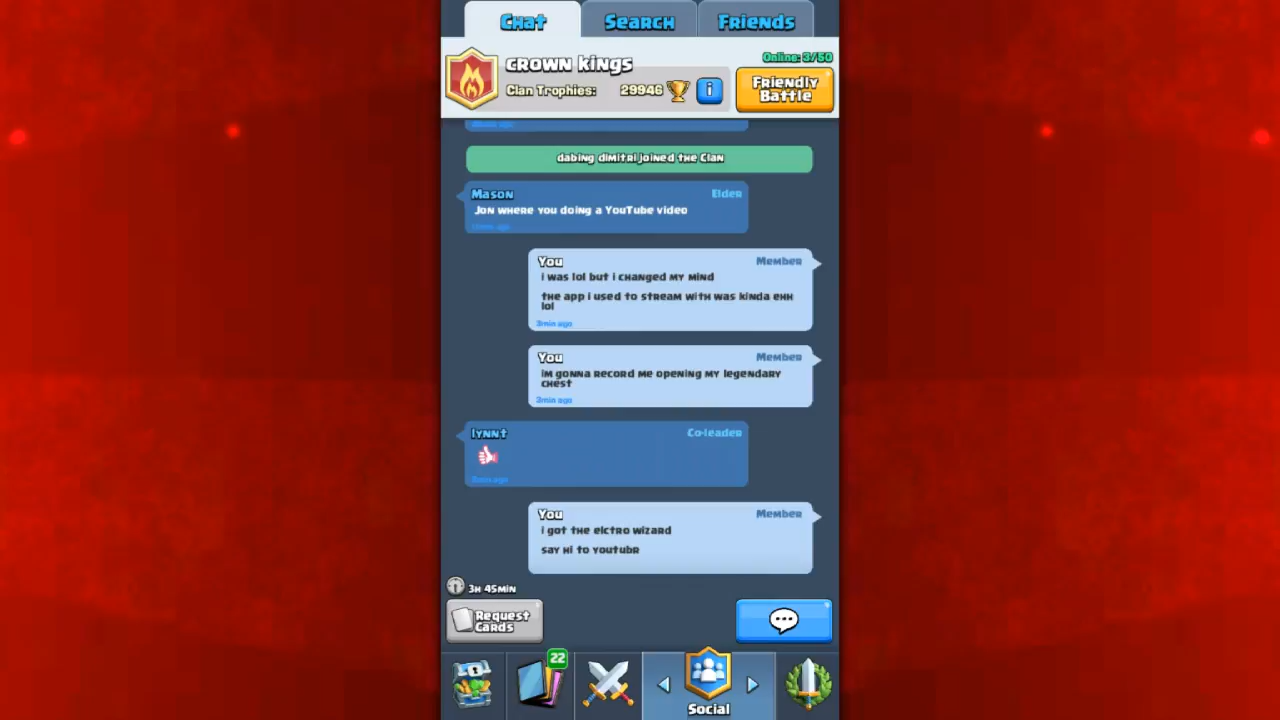 Chat Search Friends
CROWN KINGS
Online: 3/50
Clan Trophies: 29946
Friendly Battle
dabing dimitri joined the Clan
Mason Elder
Jon where you doing a YouTube video
You Member
i was lol but i changed my mind
the app i used to stream with was kinda ehh
lol
3min ago
You Member
im gonna record me opening my legendary
chest
3min ago
lynnt Co-leader
You Member
i got the elctro wizard
say hi to youtubr
3h 45min
Request
Cards
22
Social